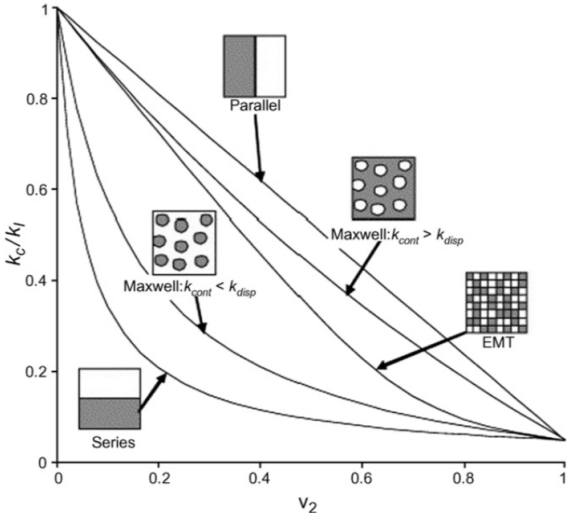 1
Parallel
0.8
Maxwell:kcont > kdisp
0.6
kc/kl
Maxwell:kcont < kdisp
0.4
EMT
0.2
Series
0
0
0.2
0.4
0.6
0.8
1
v2